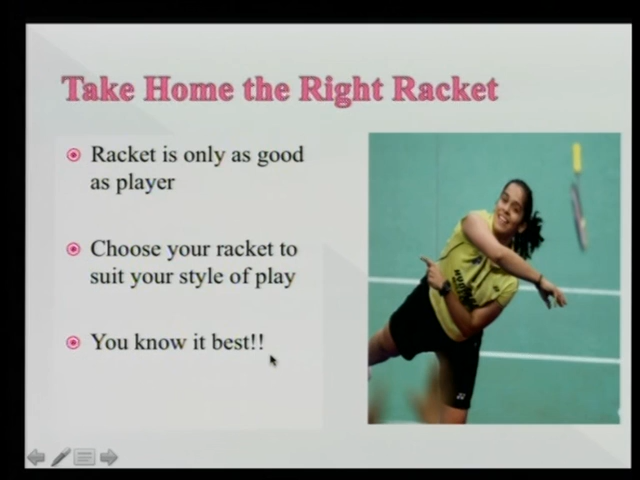 Take Home the Right Racket
Racket is only as good
as player
Choose your racket to
suit your style of play
You know it best!!